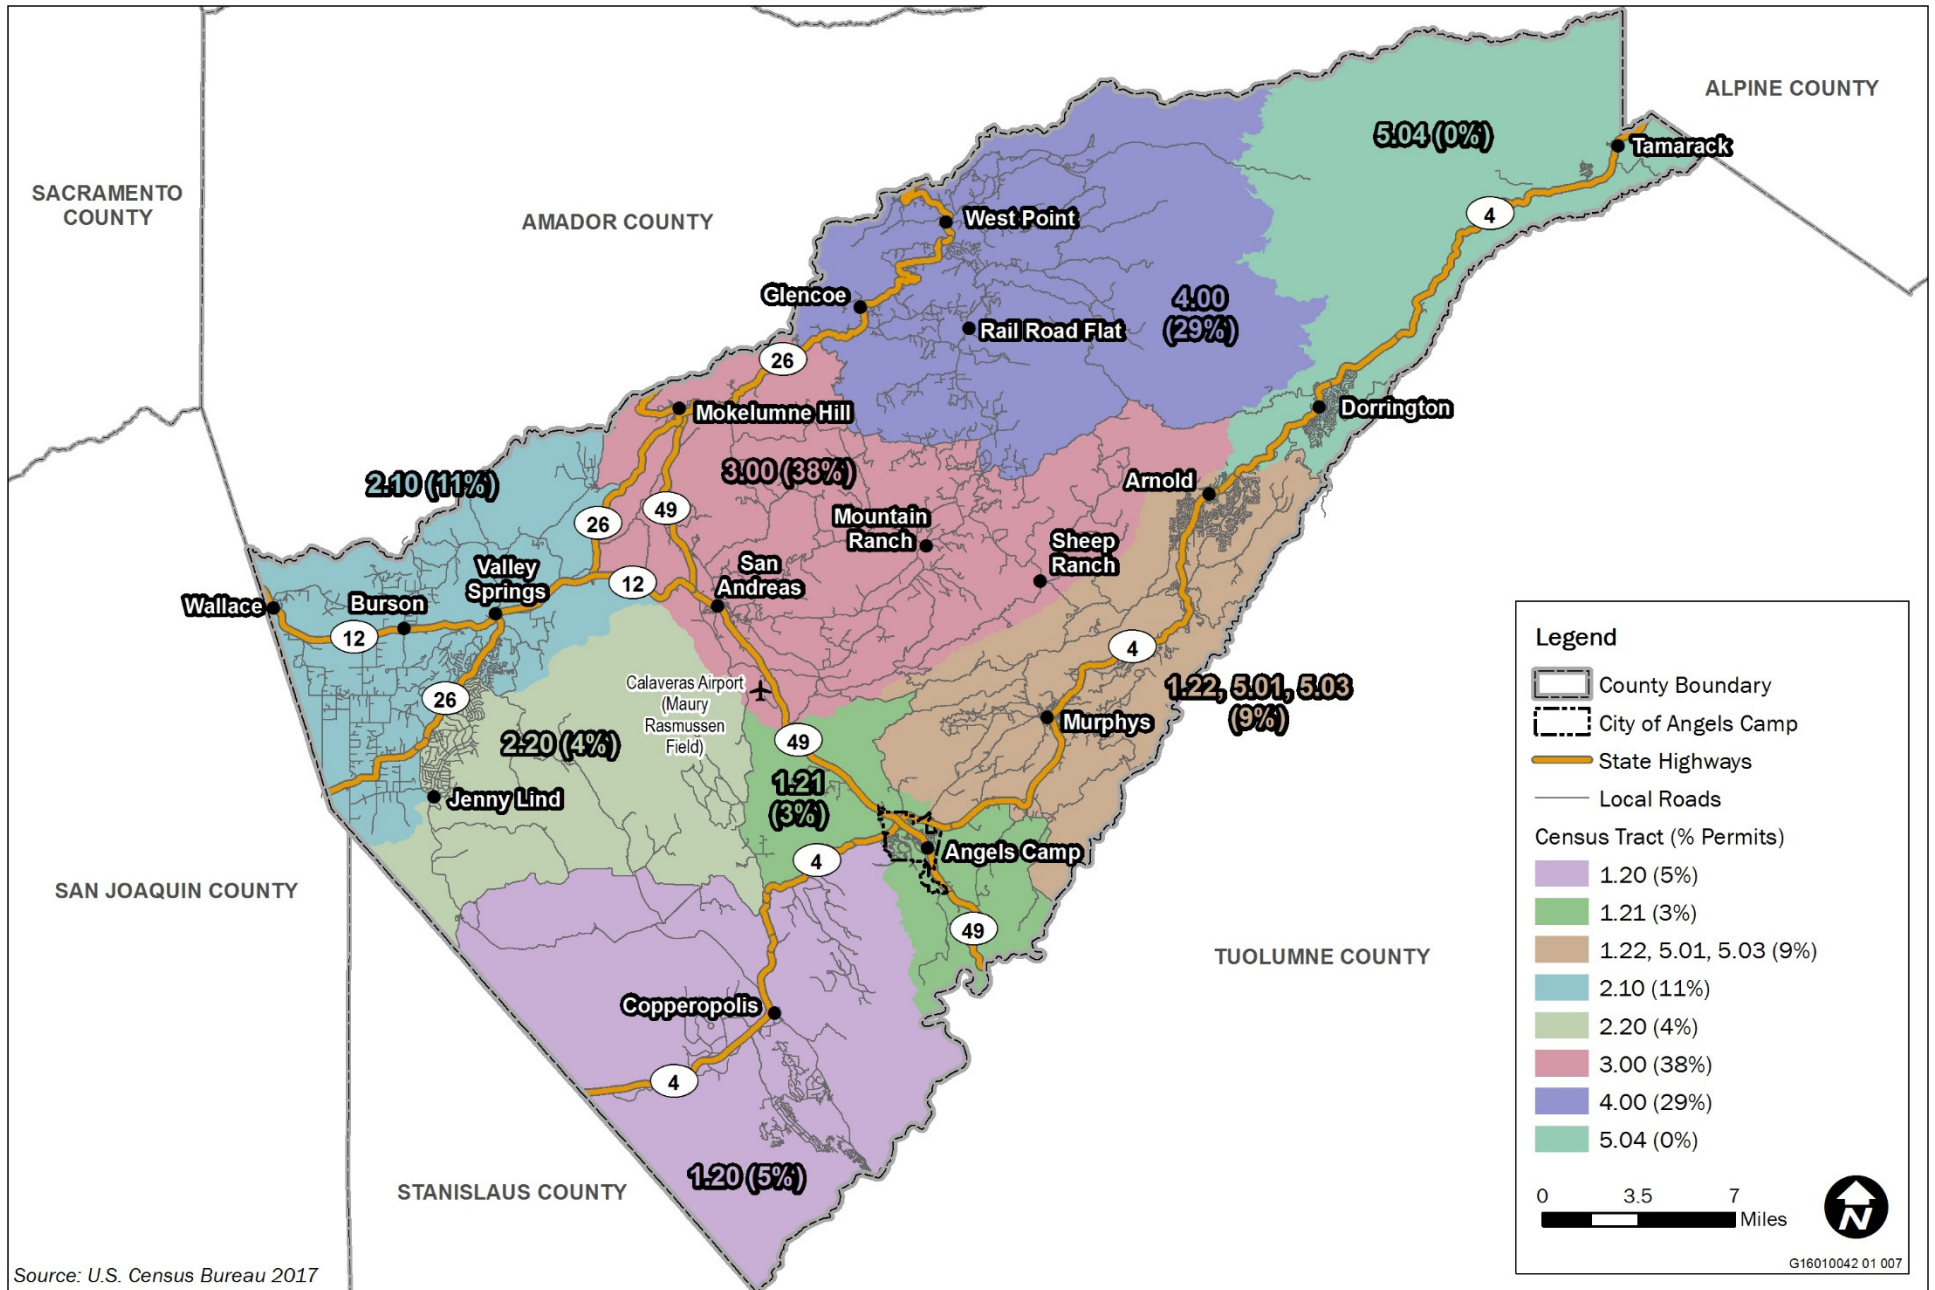 ALPINE COUNTY
5.04 (0%)
Tamarack
SACRAMENTO
COUNTY
AMADOR COUNTY
West Point
4
Glencoe
4.00
(29%)
Rail Road Flat
26
Mokelumne Hill
Dorrington
3.00 (38%)
2.10 (11%)
Arnold
49
26
Mountain
Ranch
Sheep
Ranch
Valley
Springs
San
Andreas
12
Wallace
Burson
12
4
Calaveras Airport
(Maury
Rasmussen
Field)
26
1.22, 5.01, 5.03
(9%)
Murphys
2.20 (4%)
49
1.21
(3%)
Jenny Lind
Angels Camp
4
SAN JOAQUIN COUNTY
49
TUOLUMNE COUNTY
Copperopolis
4
1.20 (5%)
STANISLAUS COUNTY
Source: U.S. Census Bureau 2017
Legend
County Boundary
City of Angels Camp
State Highways
Local Roads
Census Tract (% Permits)
1.20 (5%)
1.21 (3%)
1.22, 5.01, 5.03 (9%)
2.10 (11%)
2.20 (4%)
3.00 (38%)
4.00 (29%)
5.04 (0%)
0 3.5 7
Miles
N
G16010042 01 007